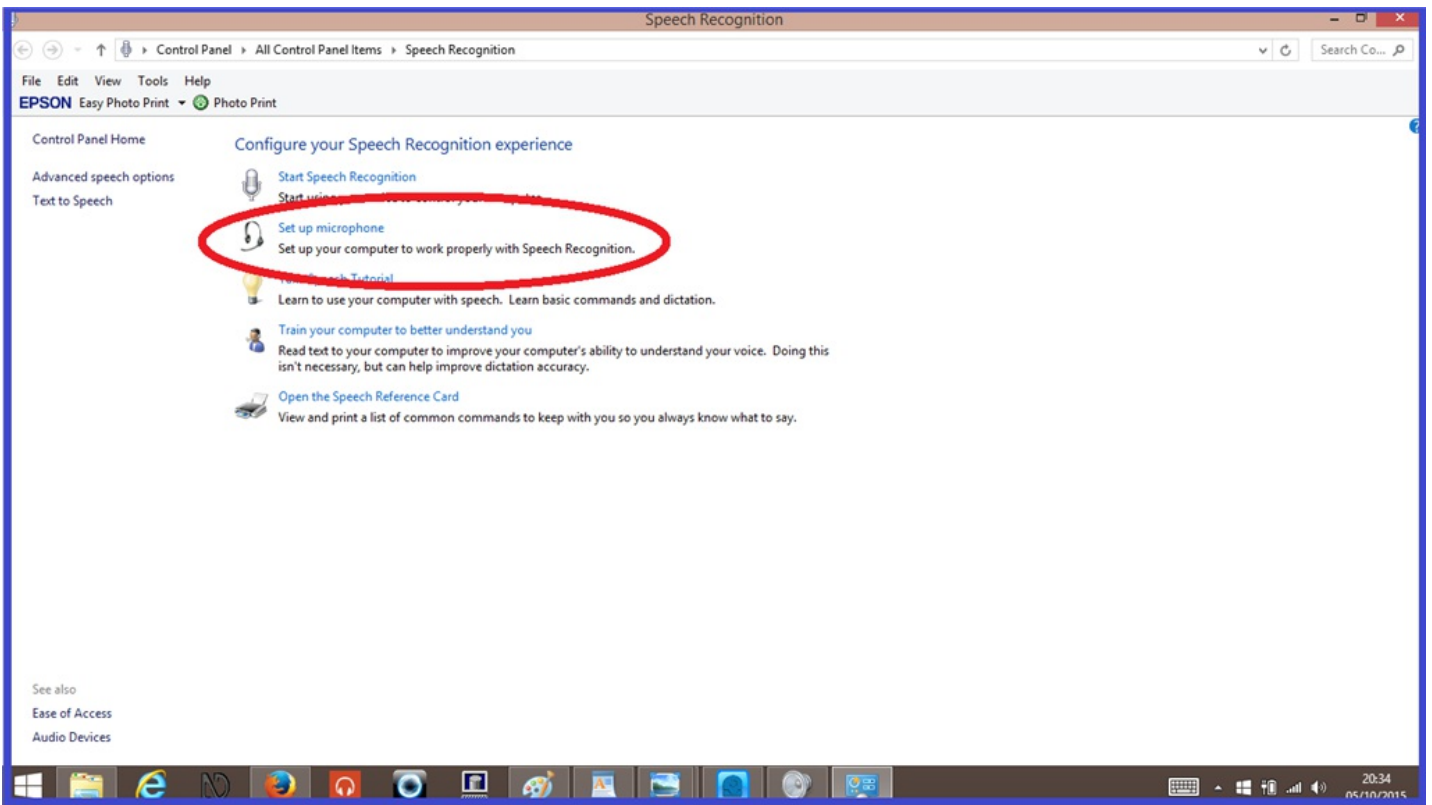 Speech Recognition
Control Panel All Control Panel Items Speech Recognition
Search Co...
File Edit View Tools Help
EPSON Easy Photo Print Photo Print
Control Panel Home
Advanced speech options
Text to Speech
Configure your Speech Recognition experience
Start Speech Recognition
Start
Set up microphone
Set up your computer to work properly with Speech Recognition.
Tutorial
Learn to use your computer with speech. Learn basic commands and dictation.
Train your computer to better understand you
Read text to your computer to improve your computer's ability to understand your voice. Doing this
isn't necessary, but can help improve dictation accuracy.
Open the Speech Reference Card
View and print a list of common commands to keep with you so you always know what to say.
See also
Ease of Access
Audio Devices
20:34
05/10/2015